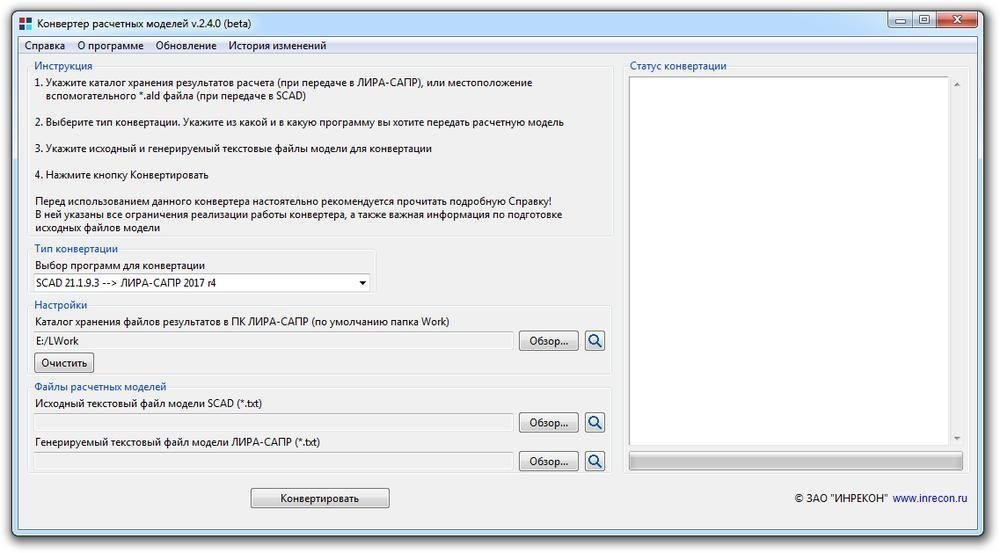 Конвертер расчетных моделей v.2.4.0 (beta)
Справка О программе Обновление История изменений
Инструкция
1. Укажите каталог хранения результатов расчета (при передаче в ЛИРА-САПР), или местоположение
вспомогательного *.ald файла (при передаче в SCAD)
2. Выберите тип конвертации. Укажите из какой и в какую программу вы хотите передать расчетную модель
3. Укажите исходный и генерируемый текстовые файлы модели для конвертации
4. Нажмите кнопку Конвертировать
Перед использованием данного конвертера настоятельно рекомендуется прочитать подробную Справку!
В ней указаны все ограничения реализации работы конвертера, а также важная информация по подготовке
исходных файлов модели
Тип конвертации
Выбор программ для конвертации
SCAD 21.1.9.3 --> ЛИРА-САПР 2017 r4
Настройки
Каталог хранения файлов результатов в ПК ЛИРА-САПР (по умолчанию папка Work)
E:/LWork
Обзор...
Очистить
Файлы расчетных моделей
Исходный текстовый файл модели SCAD (*.txt)
Обзор...
Генерируемый текстовый файл модели ЛИРА-САПР (*.txt)
Обзор...
Конвертировать
Статус конвертации
© ЗАО "ИНРЕКОН" www.inrecon.ru